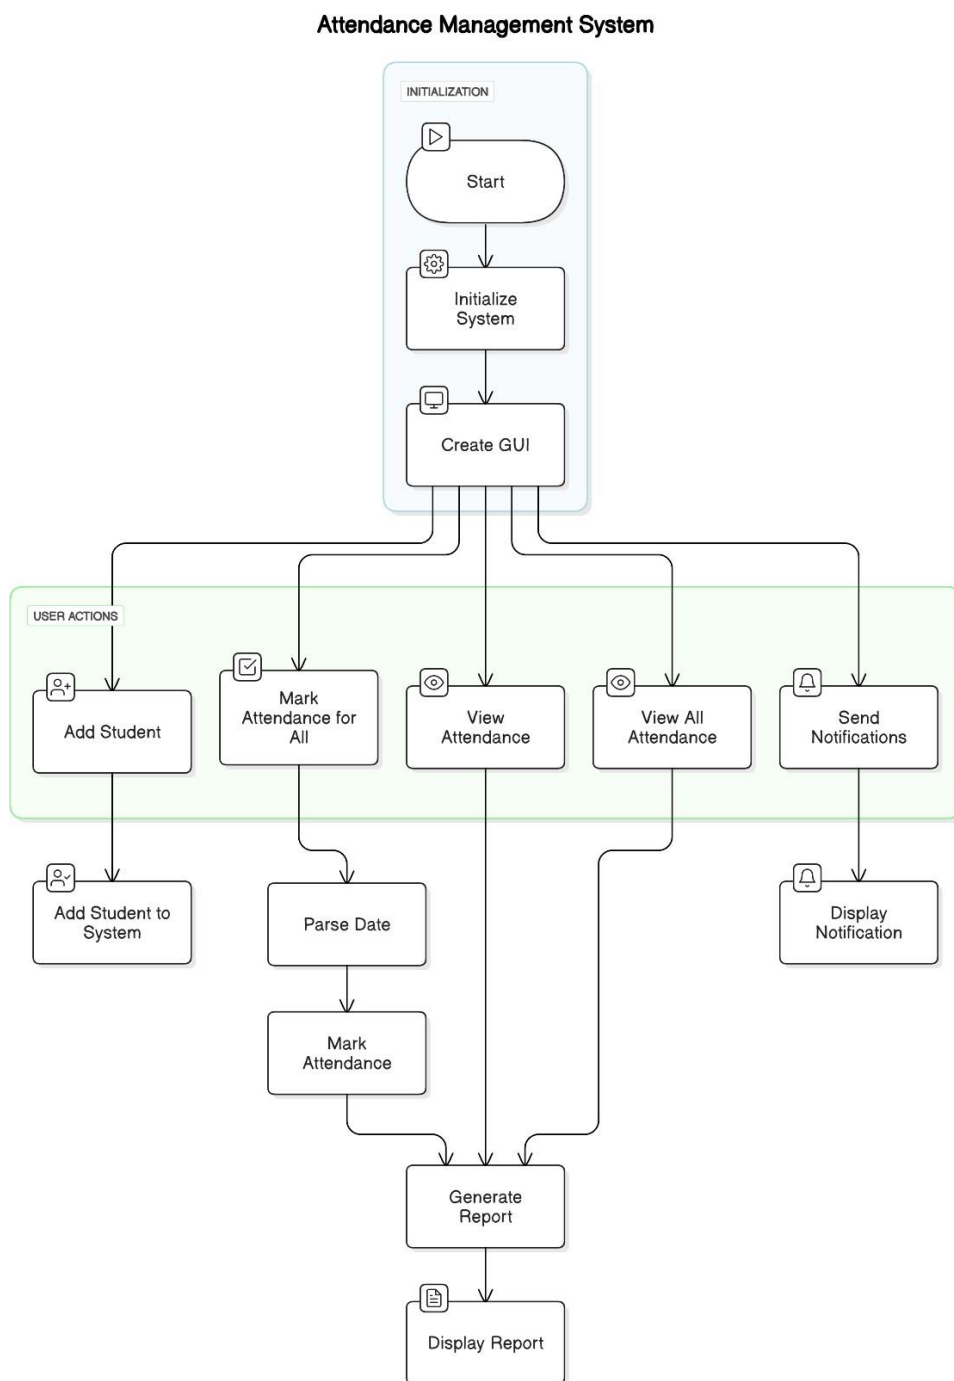 Attendance Management System
INITIALIZATION
Start
Initialize
System
Create GUI
USER ACTIONS
Add Student
Mark
Attendance for
All
View
Attendance
View All
Attendance
Send
Notifications
Add Student to
System
Parse Date
Display
Notification
Mark
Attendance
Generate
Report
Display Report